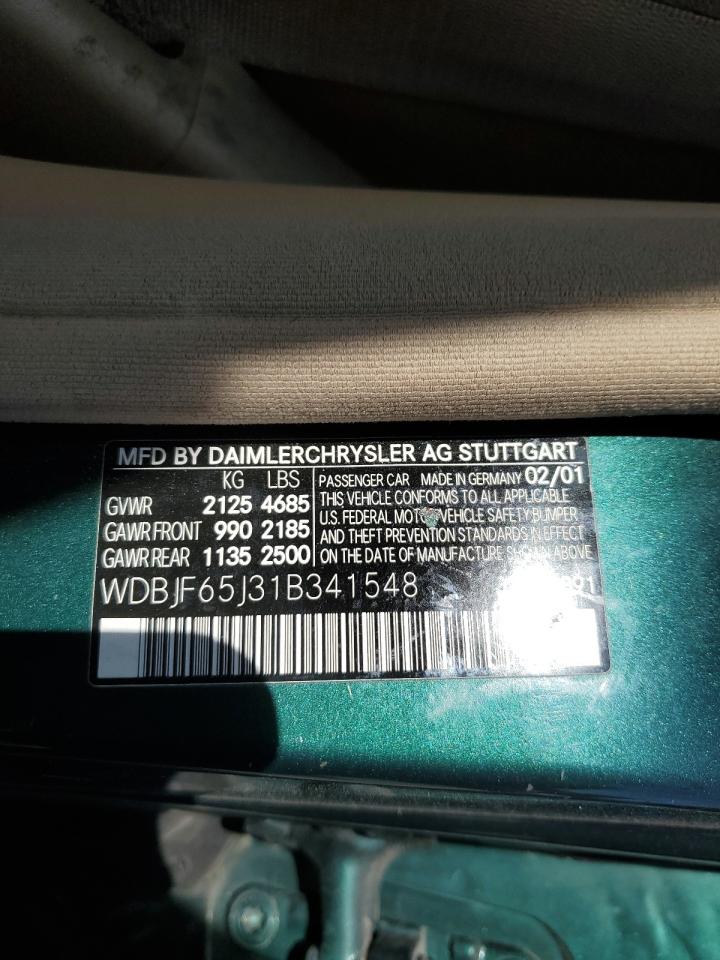 MFD BY DAIMLERCHRYSLER AG STUTTGART
KG LBS
GVWR 2125 4685
GAWR FRONT 990 2185
GAWR REAR 1135 2500
PASSENGER CAR MADE IN GERMANY 02/01
THIS VEHICLE CONFORMS TO ALL APPLICABLE
U.S. FEDERAL MOTOR VEHICLE SAFETY BUMPER
AND THEFT PREVENTION STANDARDS IN EFFECT
ON THE DATE OF MANUFACTURE SHOWN ABOVE
WDBJF65J31B341548